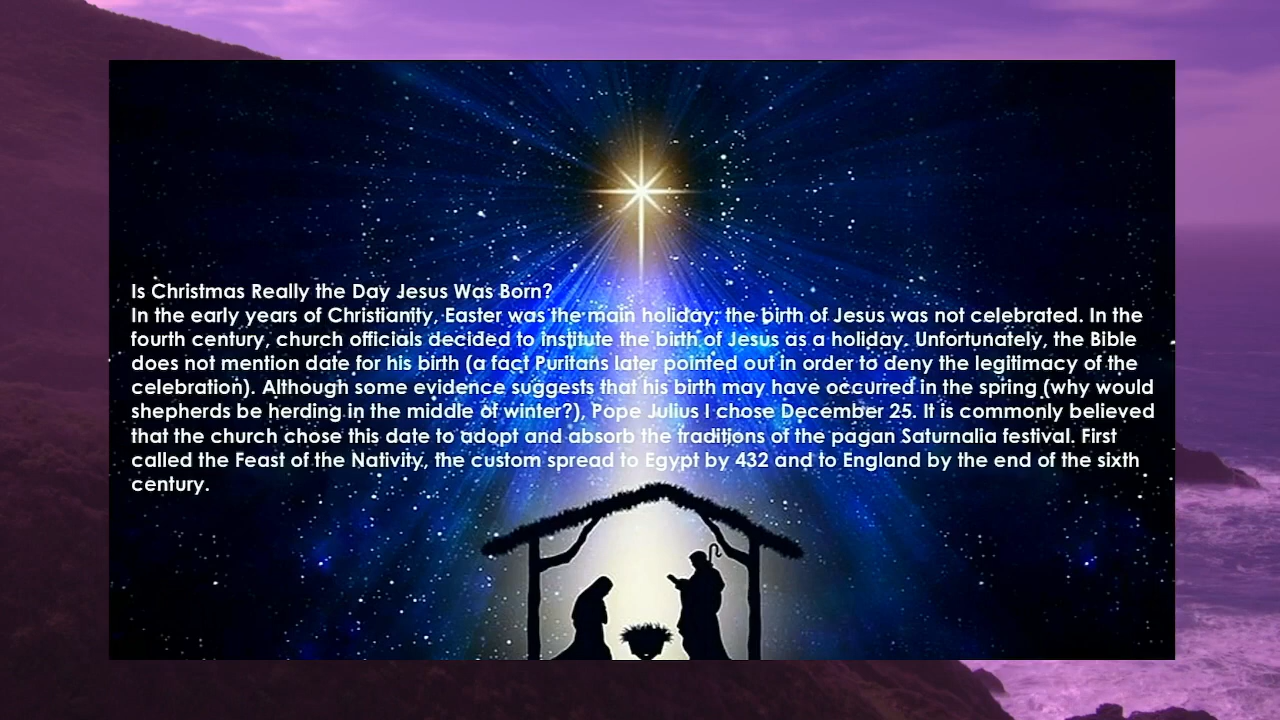 Is Christmas Really the Day Jesus Was Born?
In the early years of Christianity, Easter was the main holiday; the birth of Jesus was not celebrated. In the
fourth century, church officials decided to institute the birth of Jesus as a holiday. Unfortunately, the Bible
does not mention date for his birth (a fact Puritans later pointed out in order to deny the legitimacy of the
celebration). Although some evidence suggests that his birth may have occurred in the spring (why would
shepherds be herding in the middle of winter?), Pope Julius I chose December 25. It is commonly believed
that the church chose this date to adopt and absorb the traditions of the pagan Saturnalia festival. First
called the Feast of the Nativity, the custom spread to Egypt by 432 and to England by the end of the sixth
century.